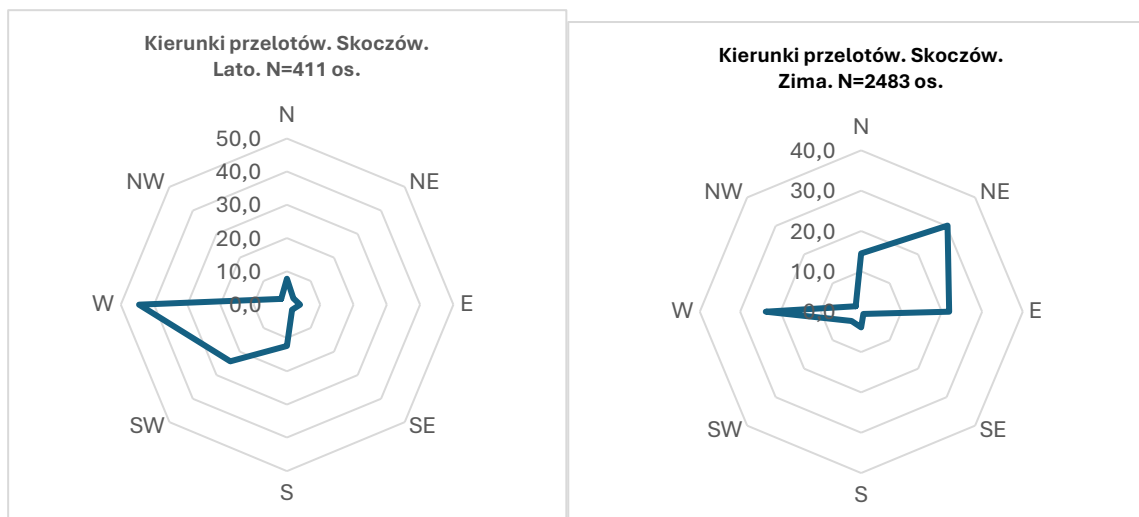 Kierunki przelotów. Skoczów.
Lato. N=411 os.
N
50,0
40,0
NW
NE
30,0
20,0
10,0
W
0,0
E
SW
SE
S
Kierunki przelotów. Skoczów.
Zima. N=2483 os.
N
40,0
NW
NE
30,0
20,0
10,0
W
0,0
E
SW
SE
S